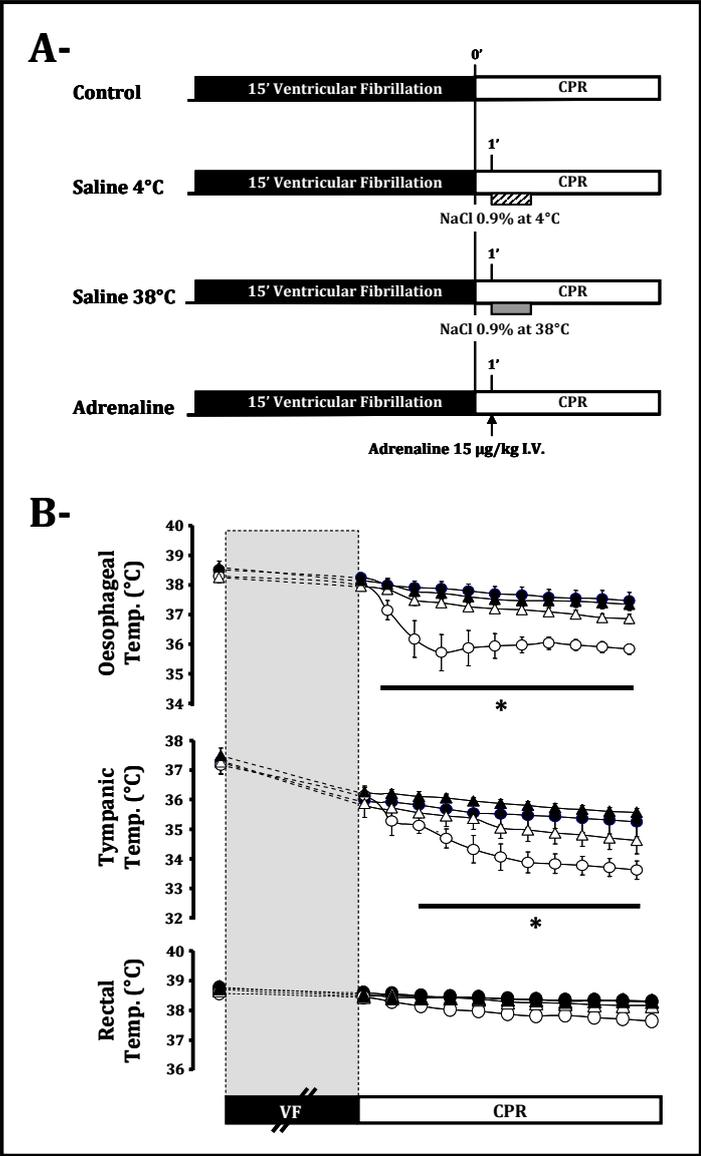 A-
0'
Control
15' Ventricular Fibrillation
CPR
1'
Saline 4°C
15' Ventricular Fibrillation
CPR
NaCl 0.9% at 4°C
1'
Saline 38°C
15' Ventricular Fibrillation
CPR
NaCl 0.9% at 38°C
1'
Adrenaline
15' Ventricular Fibrillation
CPR
Adrenaline 15 µg/kg I.V.
B-
Oesophageal
Temp. (°C)
40
39
38
37
36
35
34
*
Tympanic
Temp. (°C)
38
37
36
35
34
33
32
*
Rectal
Temp. (°C)
40
39
38
37
36
VF
CPR